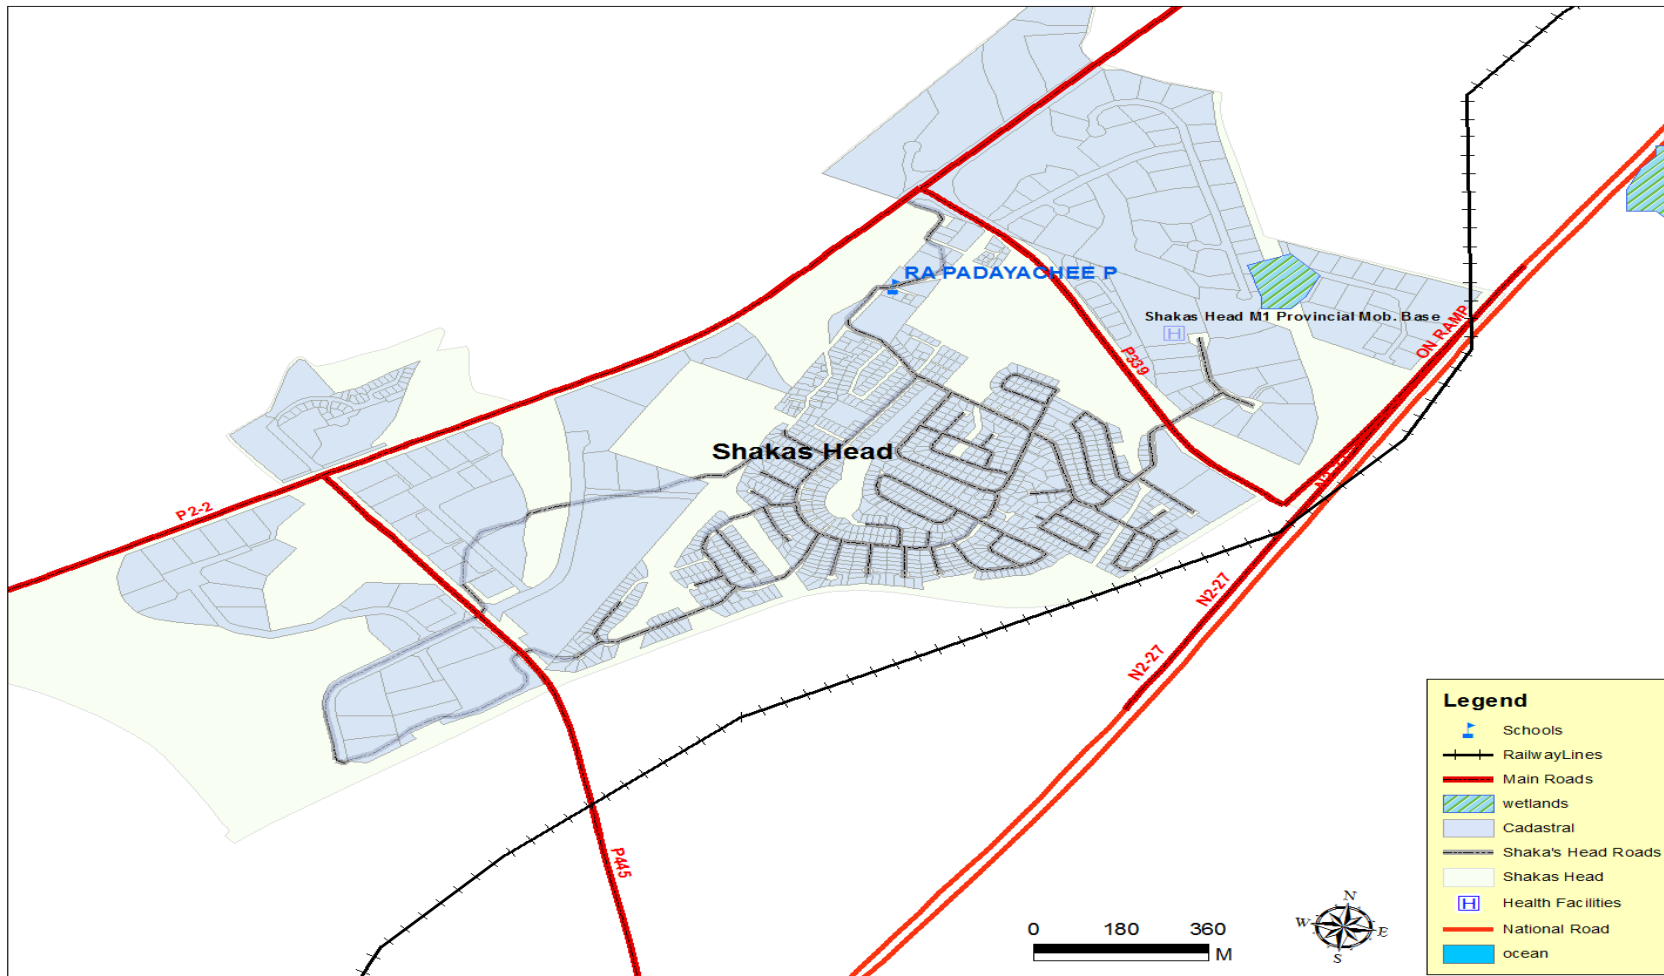 RA PADAYACHEE P
Shakas Head M1 Provincial Mob. Base
ON RAMP
P339
Shakas Head
P2-2
N2-27
N2-27
P445
Legend
Schools
RailwayLines
Main Roads
wetlands
Cadastral
Shaka's Head Roads
Shakas Head
H Health Facilities
National Road
ocean
0 180 360
M
N
W E
S
H